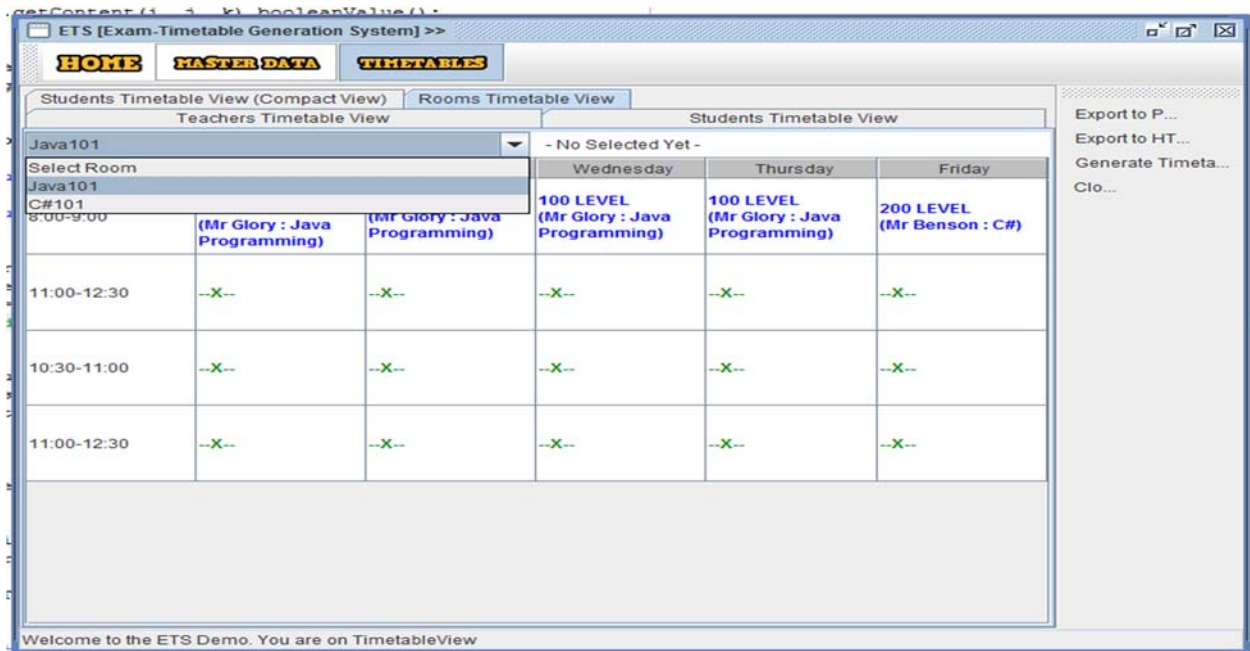 getContent(i, j, k).booleanValue();
ETS [Exam-Timetable Generation System] >>
HOME MASTER DATA TIMETABLES
Students Timetable View (Compact View) Rooms Timetable View
Teachers Timetable View Students Timetable View
Java101 - No Selected Yet -
Select Room
Java101
C#101
Wednesday Thursday Friday
8:00-9:00
(Mr Glory : Java
Programming)
(Mr Glory : Java
Programming)
100 LEVEL
(Mr Glory : Java
Programming)
100 LEVEL
(Mr Glory : Java
Programming)
200 LEVEL
(Mr Benson : C#)
11:00-12:30 --X-- --X-- --X-- --X-- --X--
10:30-11:00 --X-- --X-- --X-- --X-- --X--
11:00-12:30 --X-- --X-- --X-- --X-- --X--
Export to P...
Export to HT...
Generate Timeta...
Clo...
Welcome to the ETS Demo. You are on TimetableView